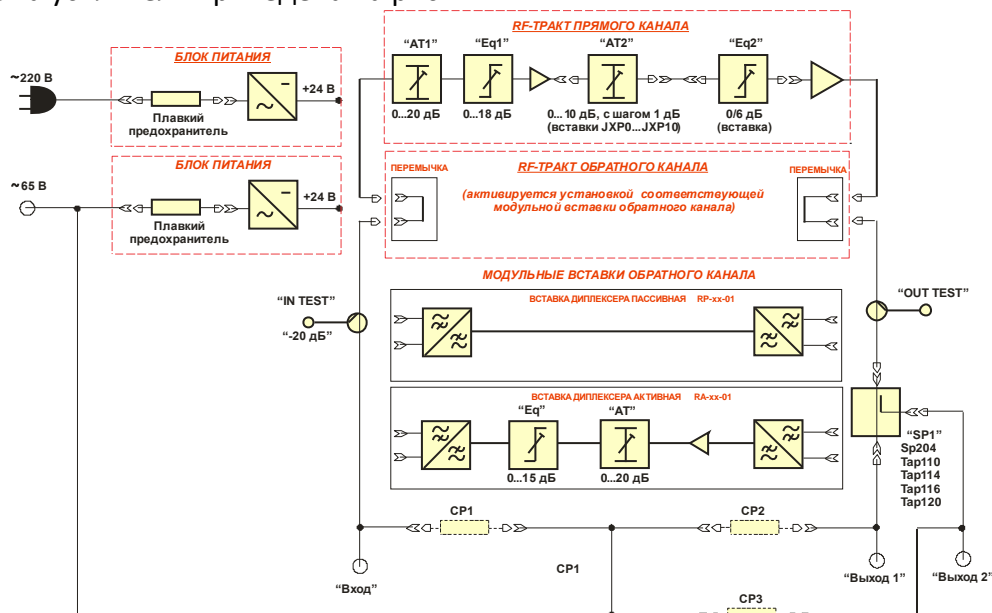 RF-ТРАКТ ПРЯМОГО КАНАЛА
БЛОК ПИТАНИЯ
~220 В
+24 В
Плавкий
предохранитель
“AT1”
“Eq1”
“AT2”
“Eq2”
0...20 дБ
0...18 дБ
0...10 дБ, с шагом 1 дБ
(вставки JXP0...JXP10)
0/6 дБ
(вставка)
БЛОК ПИТАНИЯ
~65 В
+24 В
Плавкий
предохранитель
RF-ТРАКТ ОБРАТНОГО КАНАЛА
ПЕРЕМЫЧКА
ПЕРЕМЫЧКА
(активируется установкой соответствующей
модульной вставки обратного канала)
МОДУЛЬНЫЕ ВСТАВКИ ОБРАТНОГО КАНАЛА
“IN TEST”
“-20 дБ”
“OUT TEST”
ВСТАВКА ДИПЛЕКСЕРА ПАССИВНАЯ RP-xx-01
ВСТАВКА ДИПЛЕКСЕРА АКТИВНАЯ RA-xx-01
“Eq”
“AT”
0...15 дБ
0...20 дБ
“SP1”
Sp204
Tap110
Tap114
Tap116
Tap120
CP1
CP2
CP1
“Вход”
“Выход 1”
“Выход 2”
CP3